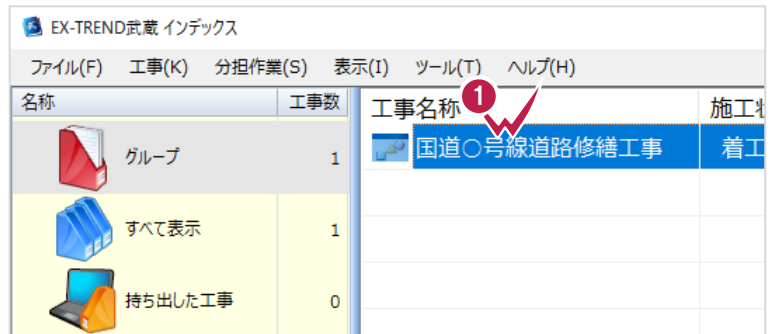 EX-TREND武蔵 インデックス
ファイル(F) 工事(K) 分担作業(S) 表示(I) ツール(T) ヘルプ(H)
名称 工事数 工事名称 施工
1
国道○号線道路修繕工事 着工
グループ 1
すべて表示 1
持ち出した工事 0